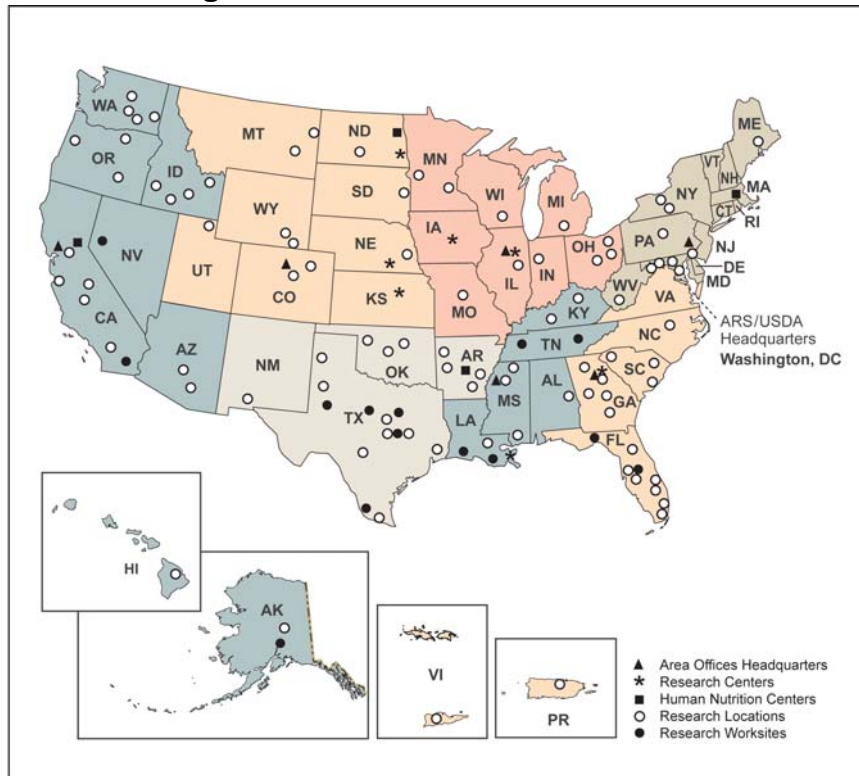 WA
MT
ND
MN
ME
VT
NH
OR
ID
WI
MI
NY
MA
SD
WY
CT
RI
IA
PA
NJ
NE
OH
NV
UT
IL
IN
DE
MD
WV
CO
KS
MO
VA
KY
CA
ARS/USDA
Headquarters
Washington, DC
NC
TN
AZ
NM
OK
AR
SC
MS
AL
GA
TX
LA
FL
HI
AK
VI
PR
Area Offices Headquarters
Research Centers
Human Nutrition Centers
Research Locations
Research Worksites